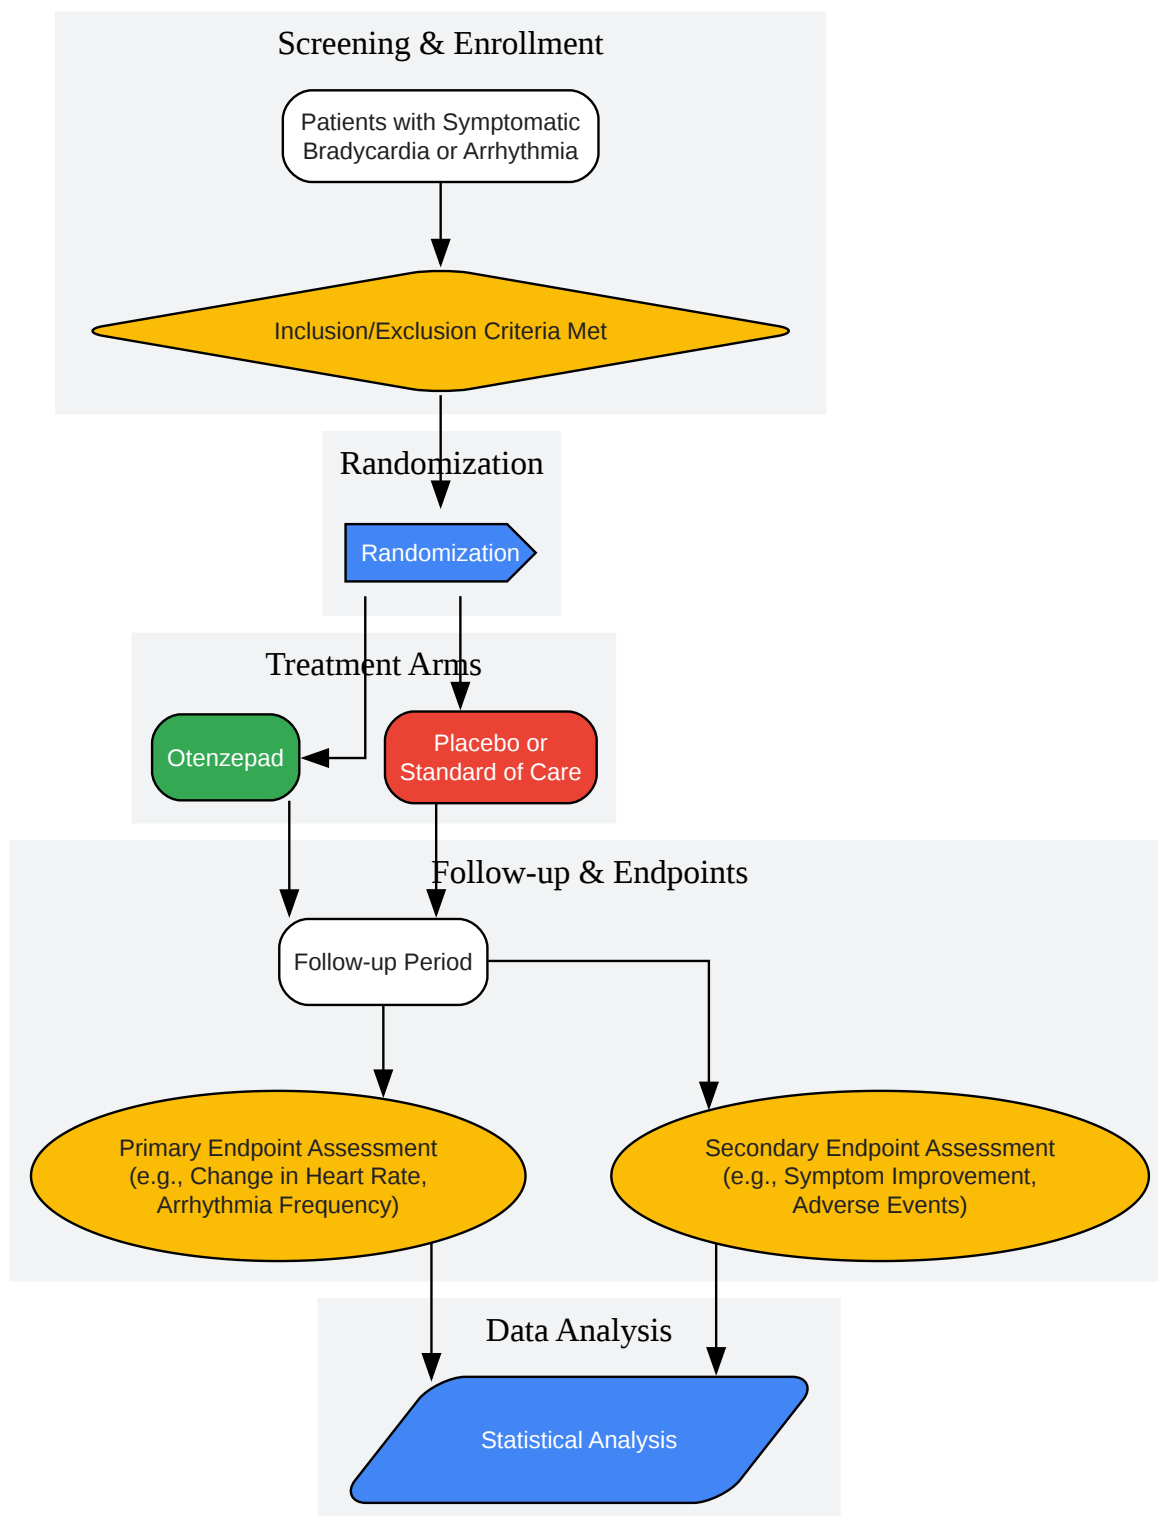 Screening & Enrollment
Patients with Symptomatic
Bradycardia or Arrhythmia
Inclusion/Exclusion Criteria Met
Randomization
Randomization
Treatment Arms
Otenzepad
Placebo or
Standard of Care
Follow-up & Endpoints
Follow-up Period
Primary Endpoint Assessment
(e.g., Change in Heart Rate,
Arrhythmia Frequency)
Secondary Endpoint Assessment
(e.g., Symptom Improvement,
Adverse Events)
Data Analysis
Statistical Analysis